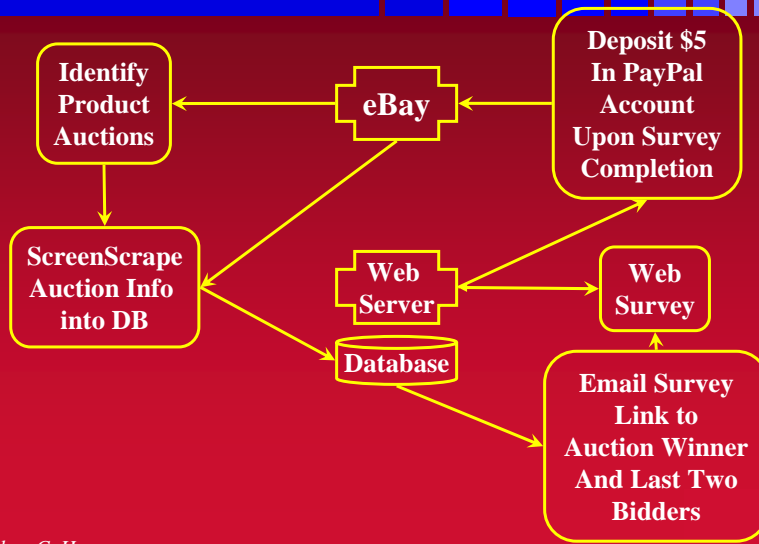 Identify
Product
Auctions
eBay
Deposit $5
In PayPal
Account
Upon Survey
Completion
ScreenScrape
Auction Info
into DB
Web
Server
Web
Survey
Database
Email Survey
Link to
Auction Winner
And Last Two
Bidders